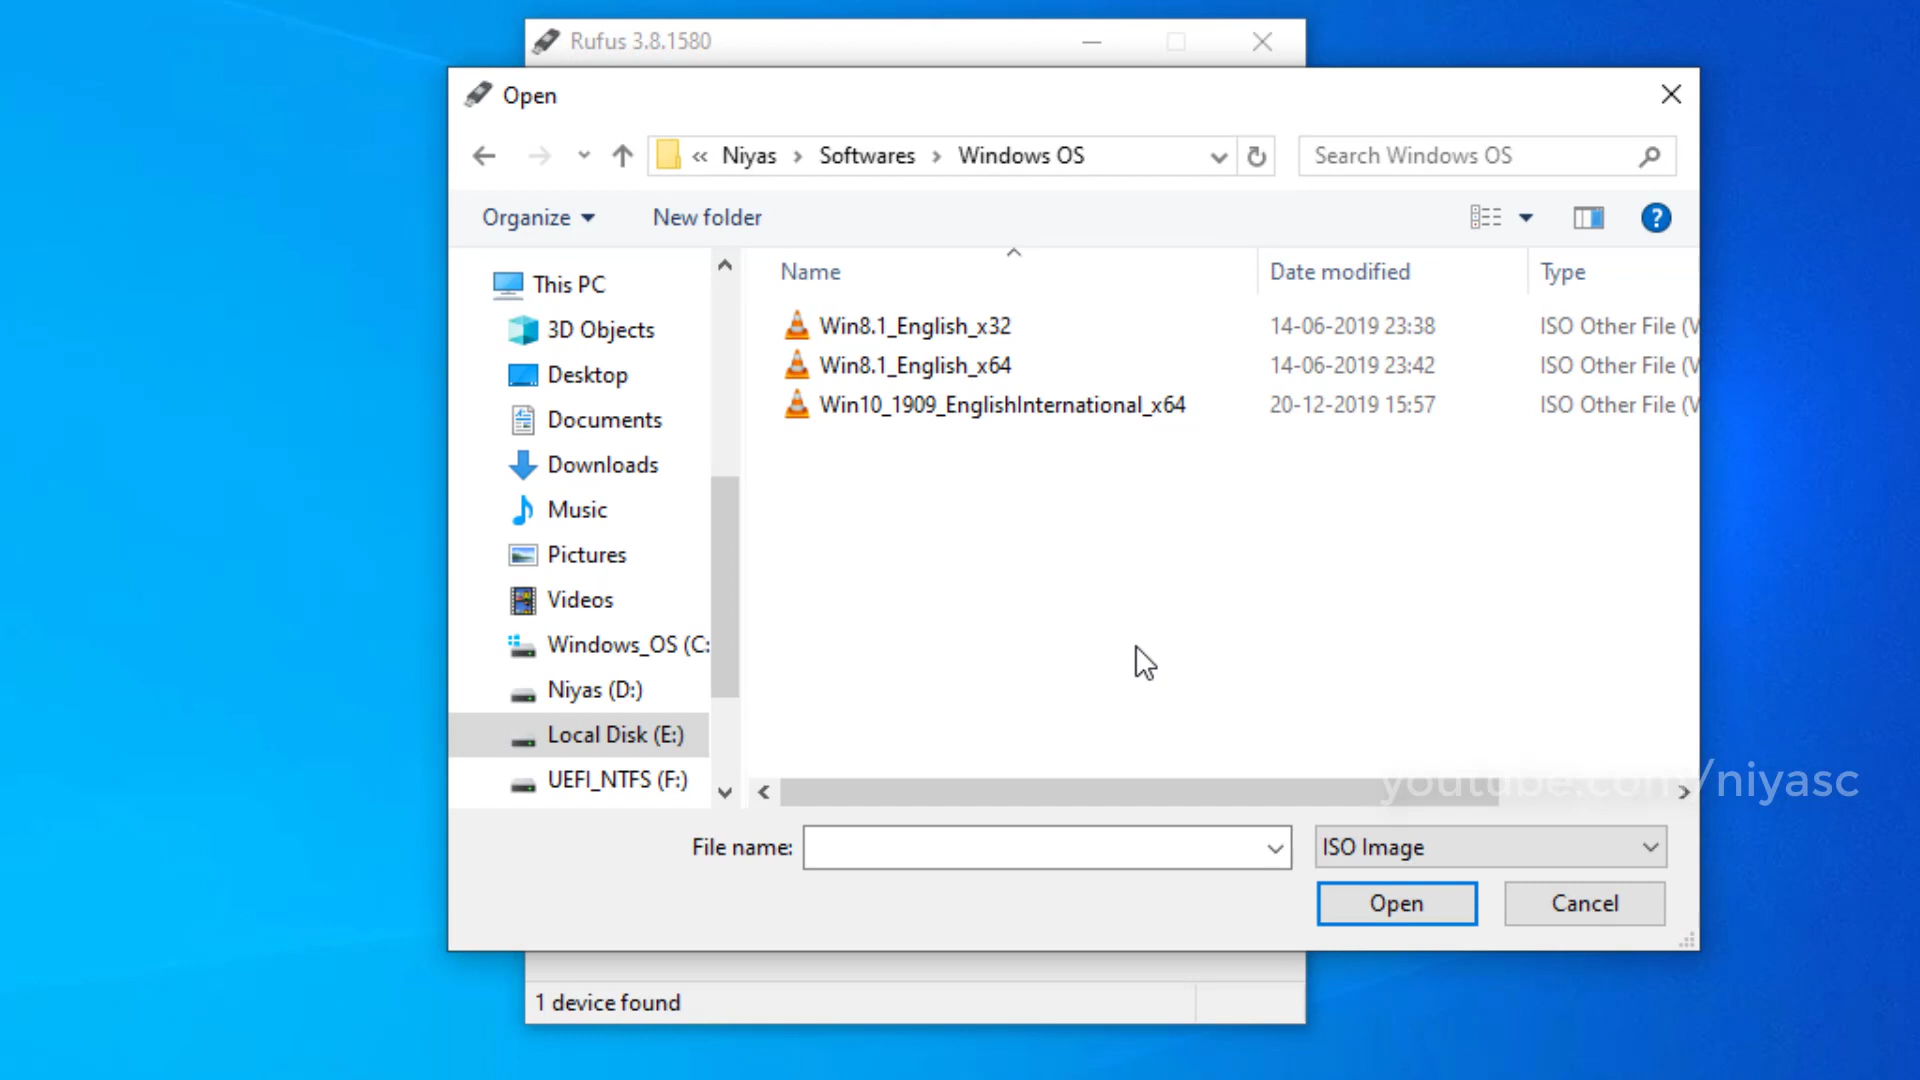 Rufus 3.8.1580
Open
« Niyas › Softwares › Windows OS
Search Windows OS
Organize
New folder
?
Name
Date modified
Type
This PC
3D Objects
Desktop
Documents
Downloads
Music
Pictures
Videos
Windows_OS (C:
Niyas (D:)
Local Disk (E:)
UEFI_NTFS (F:)
Win8.1_English_x32 14-06-2019 23:38 ISO Other File (V
Win8.1_English_x64 14-06-2019 23:42 ISO Other File (V
Win10_1909_EnglishInternational_x64 20-12-2019 15:57 ISO Other File (V
youtube.com/niyasc
File name:
ISO Image
Open
Cancel
1 device found